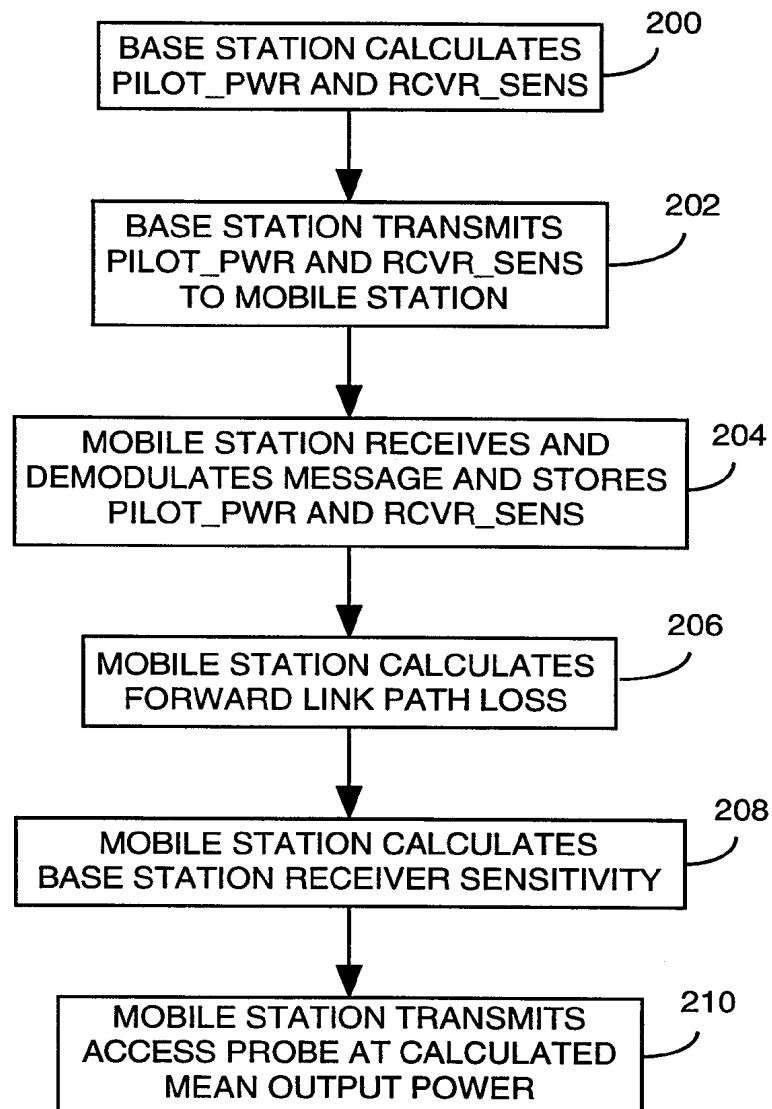 200
BASE STATION CALCULATES
PILOT_PWR AND RCVR_SENS
202
BASE STATION TRANSMITS
PILOT_PWR AND RCVR_SENS
TO MOBILE STATION
204
MOBILE STATION RECEIVES AND
DEMODULATES MESSAGE AND STORES
PILOT_PWR AND RCVR_SENS
206
MOBILE STATION CALCULATES
FORWARD LINK PATH LOSS
208
MOBILE STATION CALCULATES
BASE STATION RECEIVER SENSITIVITY
210
MOBILE STATION TRANSMITS
ACCESS PROBE AT CALCULATED
MEAN OUTPUT POWER